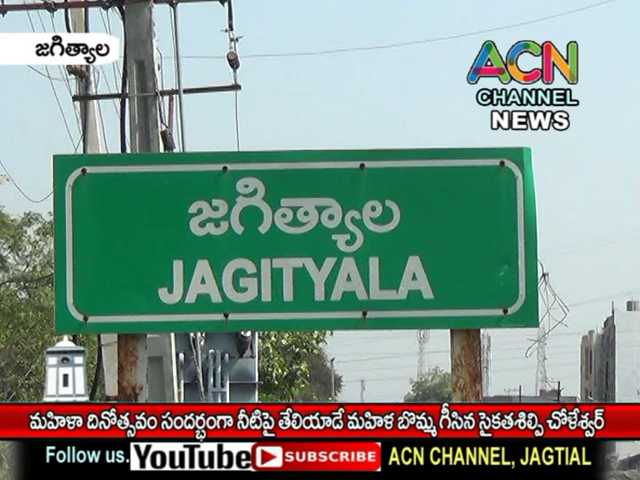 జగిత్యాల
ACN
CHANNEL
NEWS
జగిత్యాల
JAGITYALA
మహిళా దినోత్సవం సందర్భంగా నీటిపై తేలియాడే మహిళ బొమ్మ గీసిన సైకతశిల్పి చోళేశ్వర్
Follow us. YouTube SUBSCRIBE ACN CHANNEL, JAGTIAL